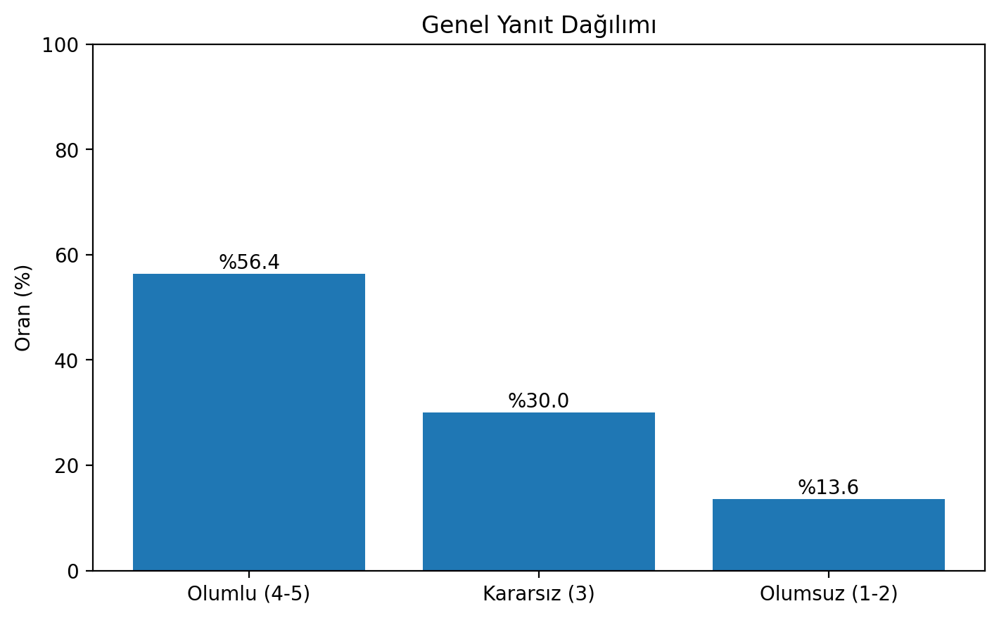 Genel Yanıt Dağılımı
100
80
60
40
20
0
Oran (%)
%56.4
%30.0
%13.6
Olumlu (4-5)
Kararsız (3)
Olumsuz (1-2)